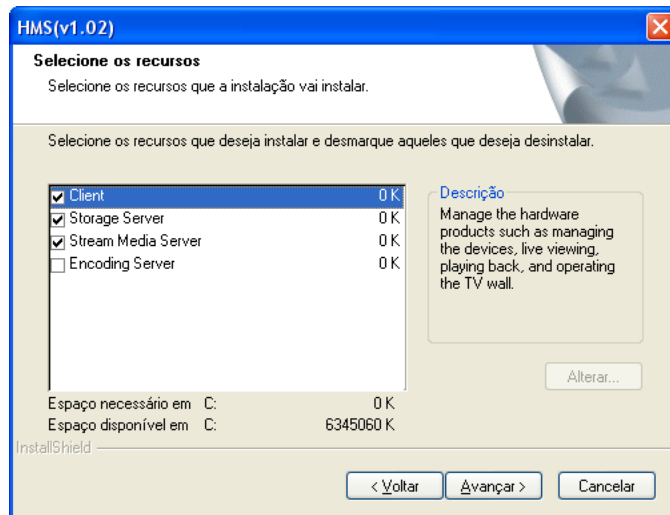 HMS(v1.02)
Selecione os recursos
Selecione os recursos que a instalação vai instalar.
Selecione os recursos que deseja instalar e desmarque aqueles que deseja desinstalar.
Client 0 K
Storage Server 0 K
Stream Media Server 0 K
Encoding Server 0 K
Descrição
Manage the hardware
products such as managing
the devices, live viewing,
playing back, and operating
the TV wall.
Alterar...
Espaço necessário em C: 0 K
Espaço disponível em C: 6345060 K
InstallShield
< Voltar Avançar > Cancelar